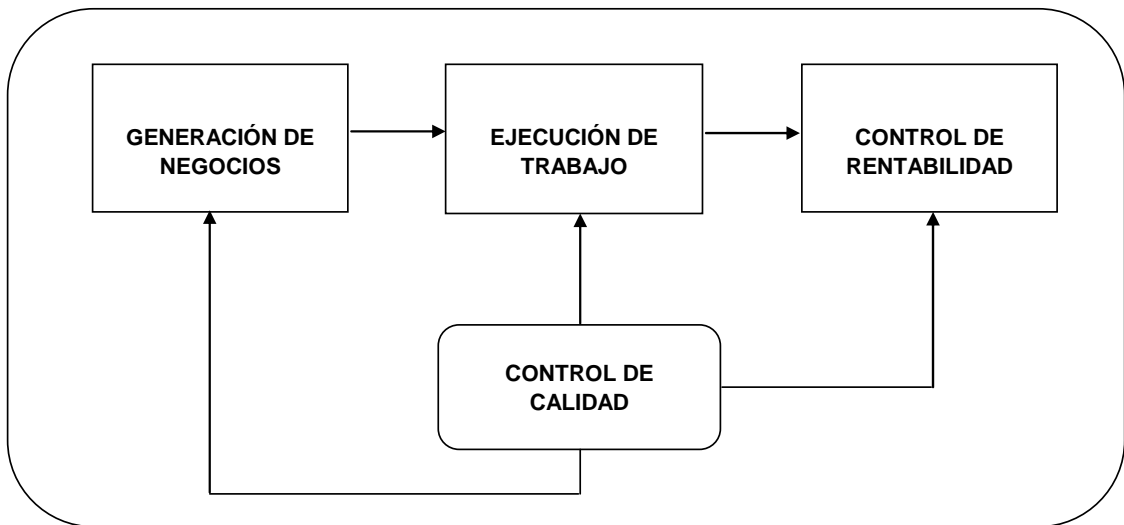 GENERACIÓN DE
NEGOCIOS
EJECUCIÓN DE
TRABAJO
CONTROL DE
RENTABILIDAD
CONTROL DE
CALIDAD